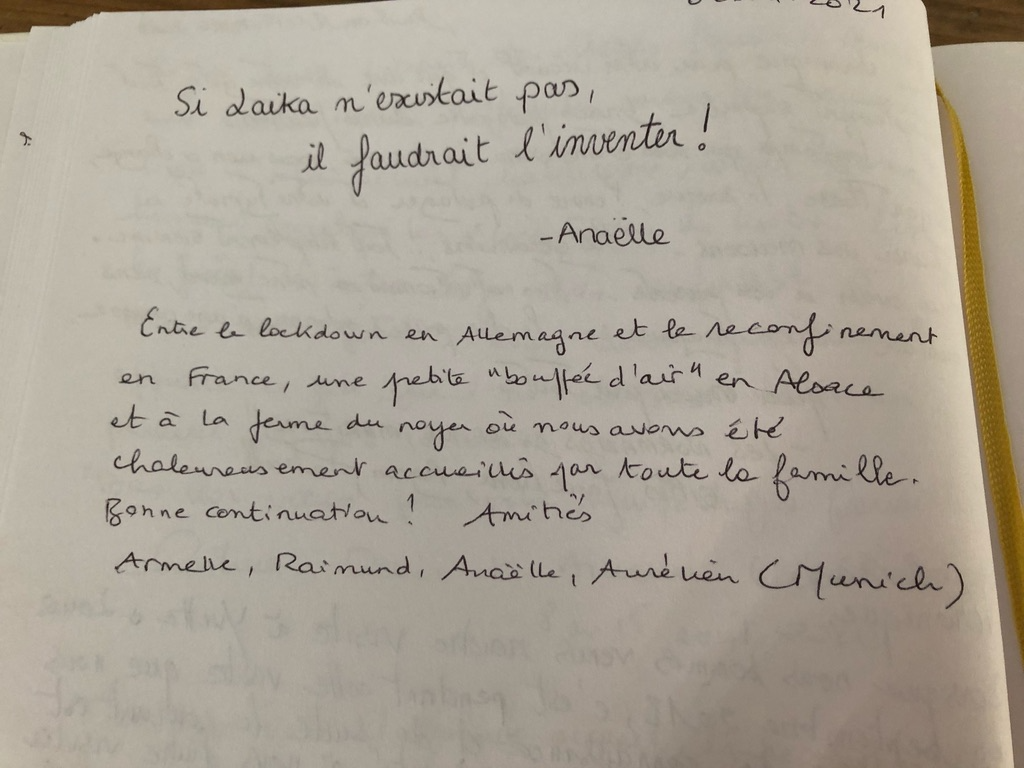 2021
Si Laika n'existait pas,
il faudrait l'inventer !
-Anaëlle
Entre le lockdown en Allemagne et le reconfinement
en France, une petite "bouffée d'air" en Alsace
et à la ferme du noyer où nous avons été
chaleureusement accueillis par toute la famille.
Bonne continuation ! Amitiés
Armelle, Raimund, Anaëlle, Aurélien (Munich)